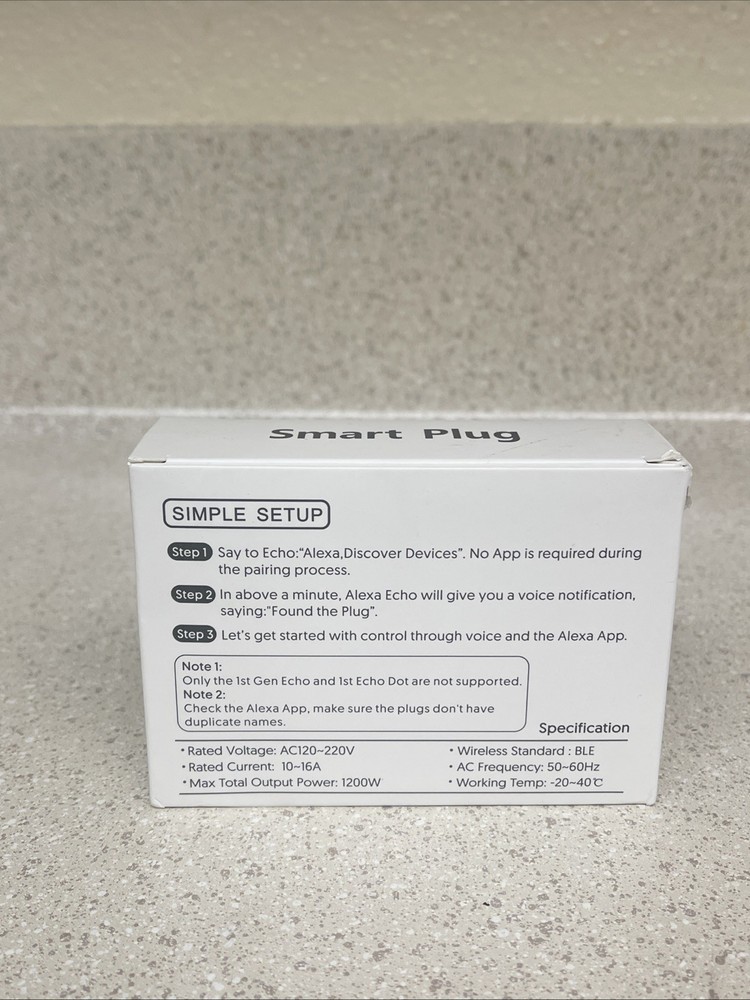 Smart Plug
SIMPLE SETUP
Step 1 Say to Echo:“Alexa,Discover Devices”. No App is required during
the pairing process.
Step 2 In above a minute, Alexa Echo will give you a voice notification,
saying:“Found the Plug”.
Step 3 Let's get started with control through voice and the Alexa App.
Note 1:
Only the 1st Gen Echo and 1st Echo Dot are not supported.
Note 2:
Check the Alexa App, make sure the plugs don't have
duplicate names.
Specification
• Rated Voltage: AC120~220V • Wireless Standard : BLE
• Rated Current: 10~16A • AC Frequency: 50~60Hz
• Max Total Output Power: 1200W • Working Temp: -20~40℃